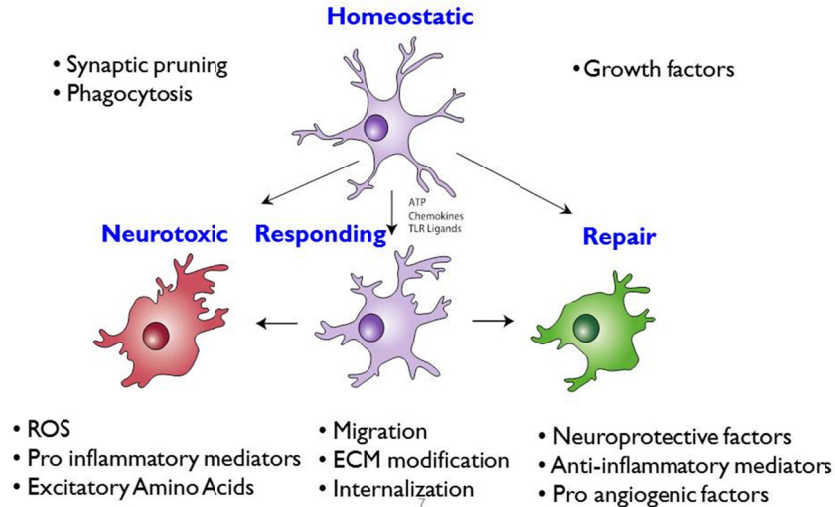 Homeostatic
• Synaptic pruning
• Phagocytosis
• Growth factors
ATP
Chemokines
TLR Ligands
Neurotoxic
Responding
Repair
• ROS
• Pro inflammatory mediators
• Excitatory Amino Acids
• Migration
• ECM modification
• Internalization
7
• Neuroprotective factors
• Anti-inflammatory mediators
• Pro angiogenic factors